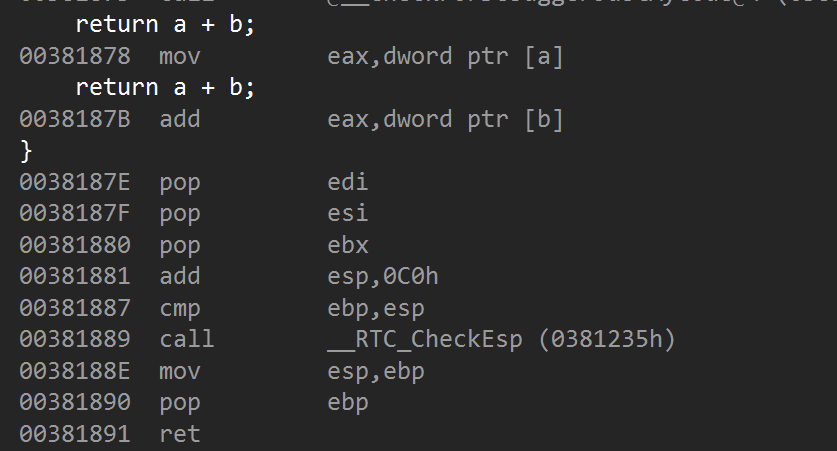 return a + b;
00381878 mov eax,dword ptr [a]
return a + b;
0038187B add eax,dword ptr [b]
}
0038187E pop edi
0038187F pop esi
00381880 pop ebx
00381881 add esp,0C0h
00381887 cmp ebp,esp
00381889 call __RTC_CheckEsp (0381235h)
0038188E mov esp,ebp
00381890 pop ebp
00381891 ret